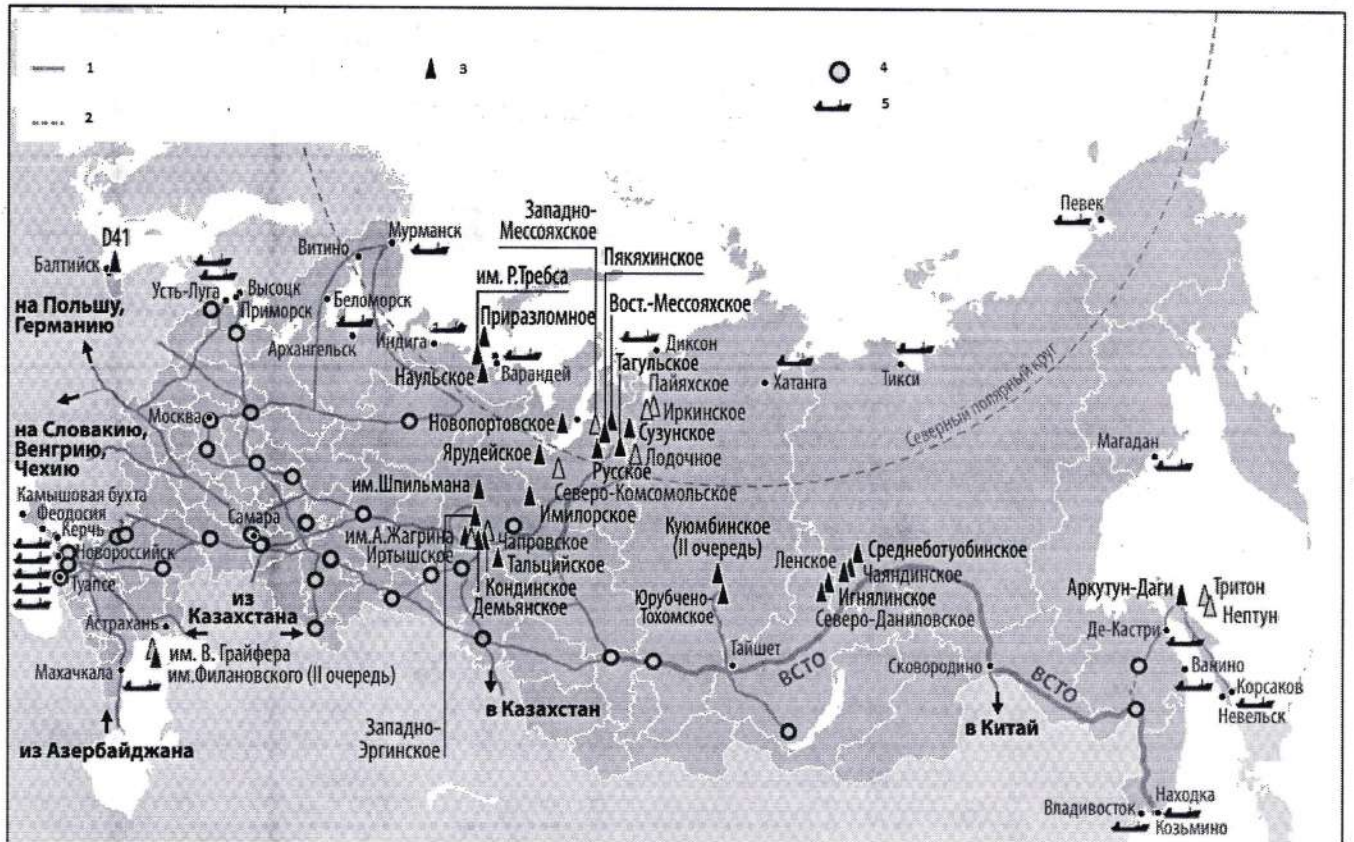 1
2
3
4
5
Певек
Западно-
Мессояхское
Мурманск
Витино
D41
Балтийск
Пякяхинское
им. Р.Требса
Высоцк
Усть-Луга
Приморск
Беломорск
Вост.-Мессояхское
на Польшу,
Германию
Приразломное
Архангельск
Индига
Диксон
Тагульское
Варандей
Наульское
Хатанга
Тикси
Пайяхское
Иркинское
Северный полярный круг
Москва
Новопортовское
Сузунское
Магадан
на Словакию,
Венгрию,
Чехию
Ярудейское
Лодочное
Русское
им.Шпильмана
Северо-Комсомольское
Имилорское
Камышовая бухта
Феодосия
Керчь
Самара
Новороссийск
им.А.Жагрина
Иртышское
Чапровское
Тальцийское
Кондинское
Демьянское
Куюмбинское
(II очередь)
Среднеботуобинское
Ленское
Чаяндинское
Игнялинское
Северо-Даниловское
Туапсе
Юрубчено-
Тохомское
Аркутун-Даги
Тритон
Нептун
из
Казахстана
Астрахань
Де-Кастри
им. В. Грайфера
им.Филановского (II очередь)
Махачкала
Тайшет
ВСТО
Сковородино
ВСТО
Ванино
Корсаков
Невельск
в Казахстан
Западно-
Эргинское
в Китай
из Азербайджана
Владивосток
Находка
Козьмино